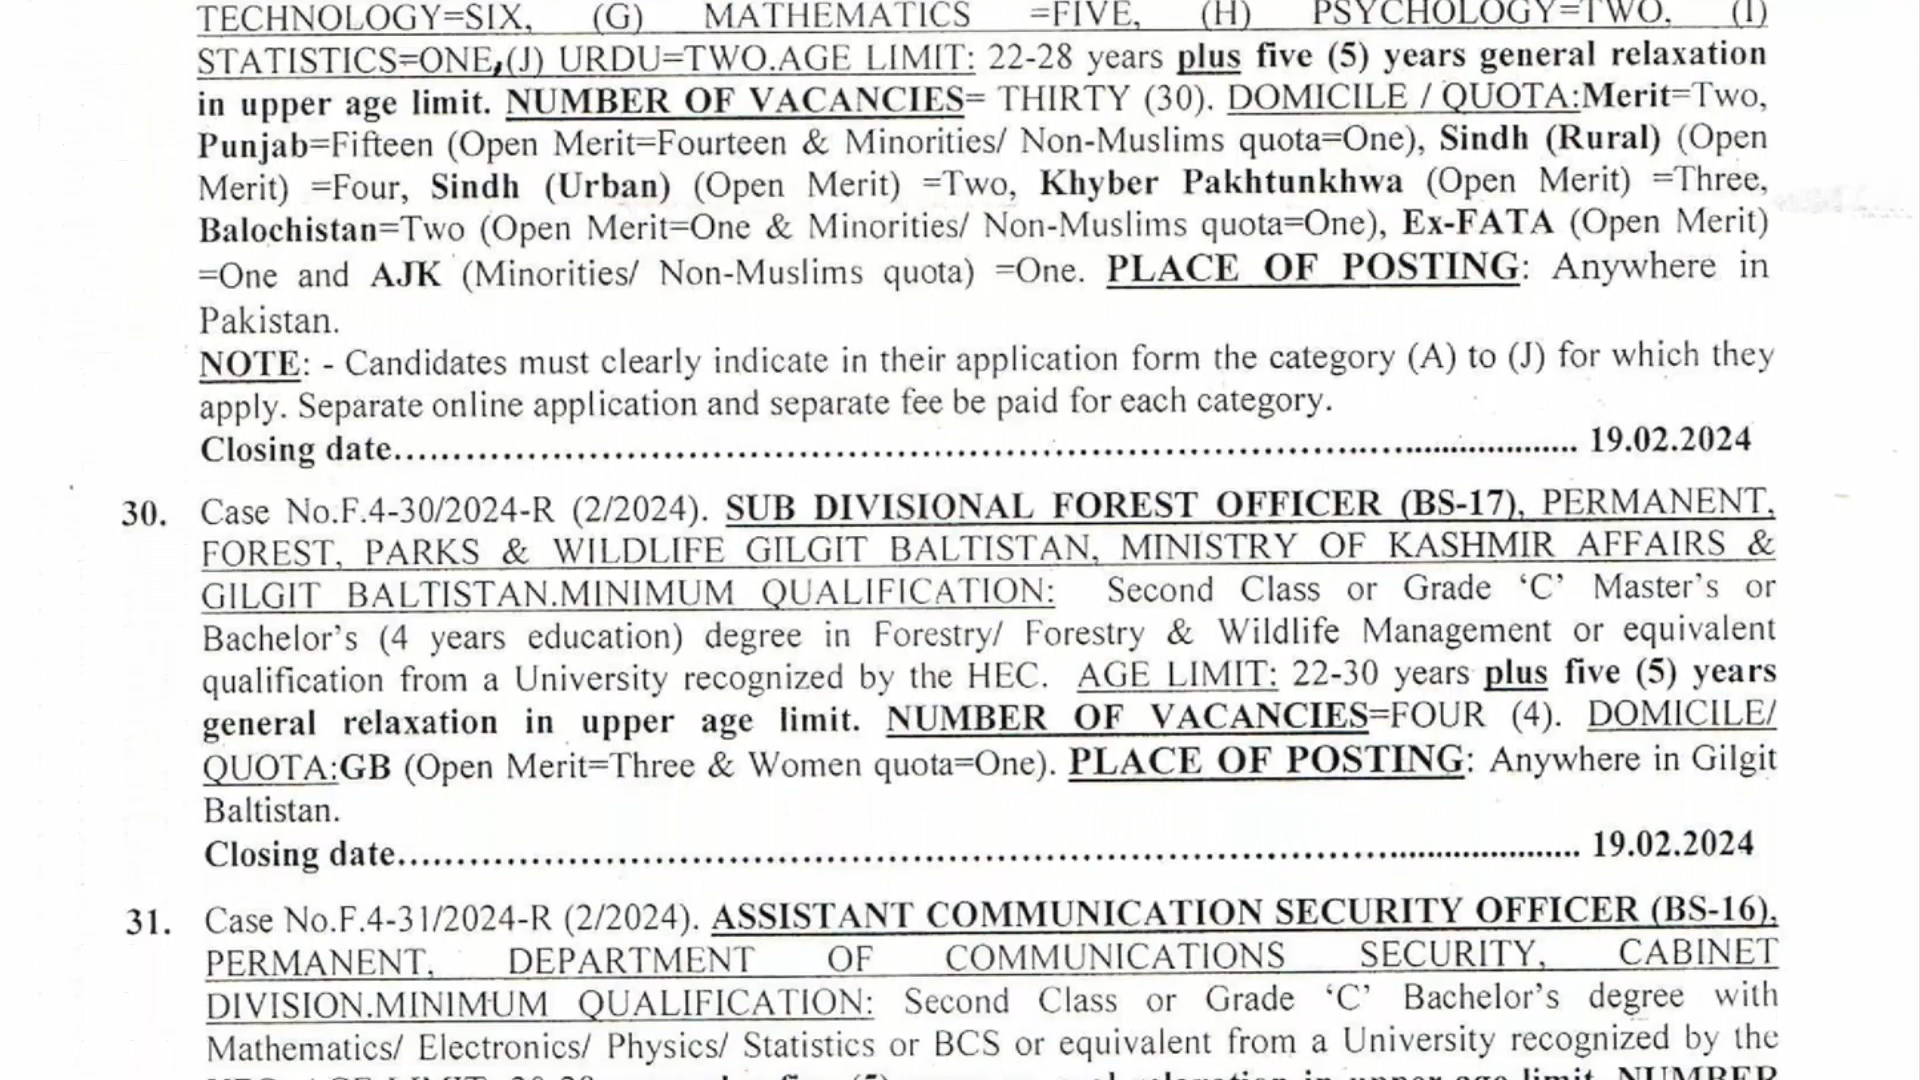 TECHNOLOGY=SIX, (G) MATHEMATICS =FIVE, (H) PSYCHOLOGY=TWO, (I)
STATISTICS=ONE,(J) URDU=TWO.AGE LIMIT: 22-28 years plus five (5) years general relaxation
in upper age limit. NUMBER OF VACANCIES= THIRTY (30). DOMICILE / QUOTA:Merit=Two,
Punjab=Fifteen (Open Merit=Fourteen & Minorities/ Non-Muslims quota=One), Sindh (Rural) (Open
Merit) =Four, Sindh (Urban) (Open Merit) =Two, Khyber Pakhtunkhwa (Open Merit) =Three,
Balochistan=Two (Open Merit=One & Minorities/ Non-Muslims quota=One), Ex-FATA (Open Merit)
=One and AJK (Minorities/ Non-Muslims quota) =One. PLACE OF POSTING: Anywhere in
Pakistan.
NOTE: - Candidates must clearly indicate in their application form the category (A) to (J) for which they
apply. Separate online application and separate fee be paid for each category.
Closing date.................................................................................................... 19.02.2024
30. Case No.F.4-30/2024-R (2/2024). SUB DIVISIONAL FOREST OFFICER (BS-17), PERMANENT,
FOREST, PARKS & WILDLIFE GILGIT BALTISTAN, MINISTRY OF KASHMIR AFFAIRS &
GILGIT BALTISTAN.MINIMUM QUALIFICATION: Second Class or Grade ‘C’ Master’s or
Bachelor’s (4 years education) degree in Forestry/ Forestry & Wildlife Management or equivalent
qualification from a University recognized by the HEC. AGE LIMIT: 22-30 years plus five (5) years
general relaxation in upper age limit. NUMBER OF VACANCIES=FOUR (4). DOMICILE/
QUOTA:GB (Open Merit=Three & Women quota=One). PLACE OF POSTING: Anywhere in Gilgit
Baltistan.
Closing date.................................................................................................... 19.02.2024
31. Case No.F.4-31/2024-R (2/2024). ASSISTANT COMMUNICATION SECURITY OFFICER (BS-16),
PERMANENT, DEPARTMENT OF COMMUNICATIONS SECURITY, CABINET
DIVISION.MINIMUM QUALIFICATION: Second Class or Grade ‘C’ Bachelor’s degree with
Mathematics/ Electronics/ Physics/ Statistics or BCS or equivalent from a University recognized by the
(5) relaxation in upper age limit. NUMBER